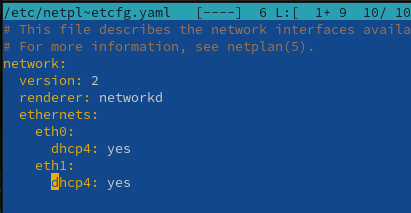 /etc/netpl~etcfg.yaml [----] 6 L:[ 1+ 9 10/ 10
# This file describes the network interfaces availa
# For more information, see netplan(5).
network:
  version: 2
  renderer: networkd
  ethernets:
    eth0:
      dhcp4: yes
    eth1:
      dhcp4: yes